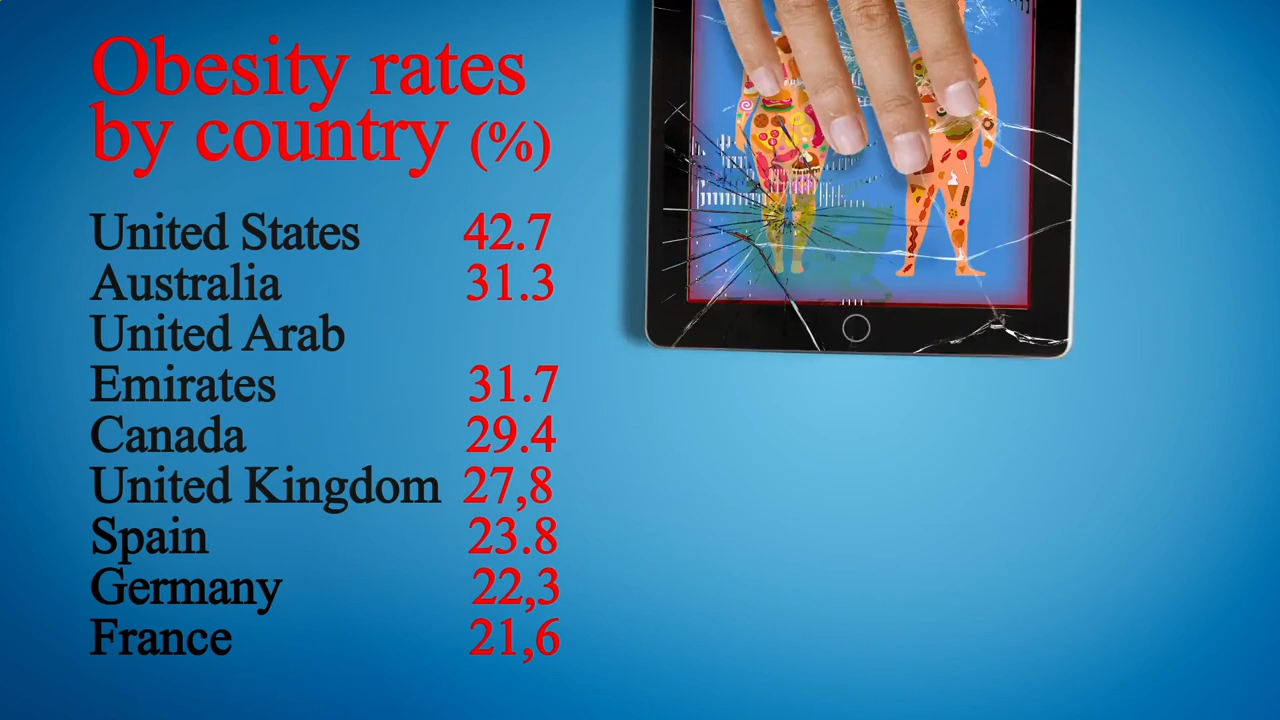 Obesity rates
by country (%)
United States 42.7
Australia 31.3
United Arab
Emirates 31.7
Canada 29.4
United Kingdom 27,8
Spain 23.8
Germany 22,3
France 21,6